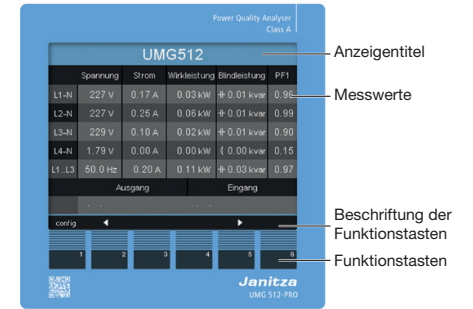 Power Quality Analyser
Class A
UMG512
Anzeigentitel
Spannung Strom Wirkleistung Blindleistung PF1
L1-N 227 V 0.17 A 0.03 kW 0.01 kvar 0.96
Messwerte
L2-N 227 V 0.25 A 0.06 kW 0.01 kvar 0.99
L3-N 229 V 0.10 A 0.02 kW 0.01 kvar 0.90
L4-N 1.79 V 0.00 A 0.00 kW 0.00 kvar 0.15
L1..L3 50.0 Hz 0.20 A 0.11 kW 0.03 kvar 0.97
Ausgang Eingang
config
Beschriftung der
Funktionstasten
1 2 3 4 5 6
Funktionstasten
Janitza
UMG 512-PRO